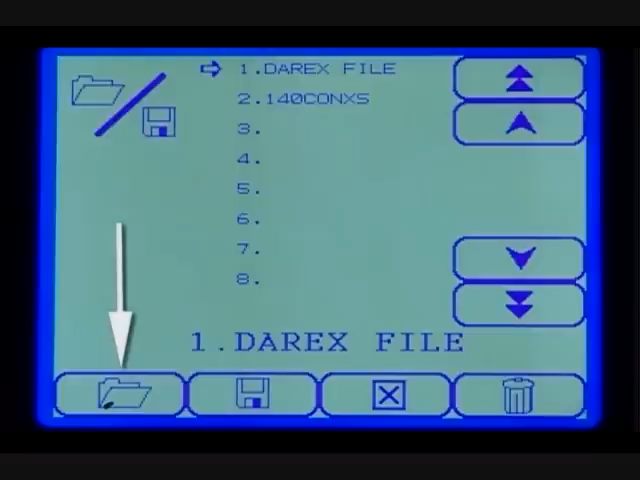 1.DAREX FILE
2.140CONXS
3.
4.
5.
6.
7.
8.
1.DAREX FILE